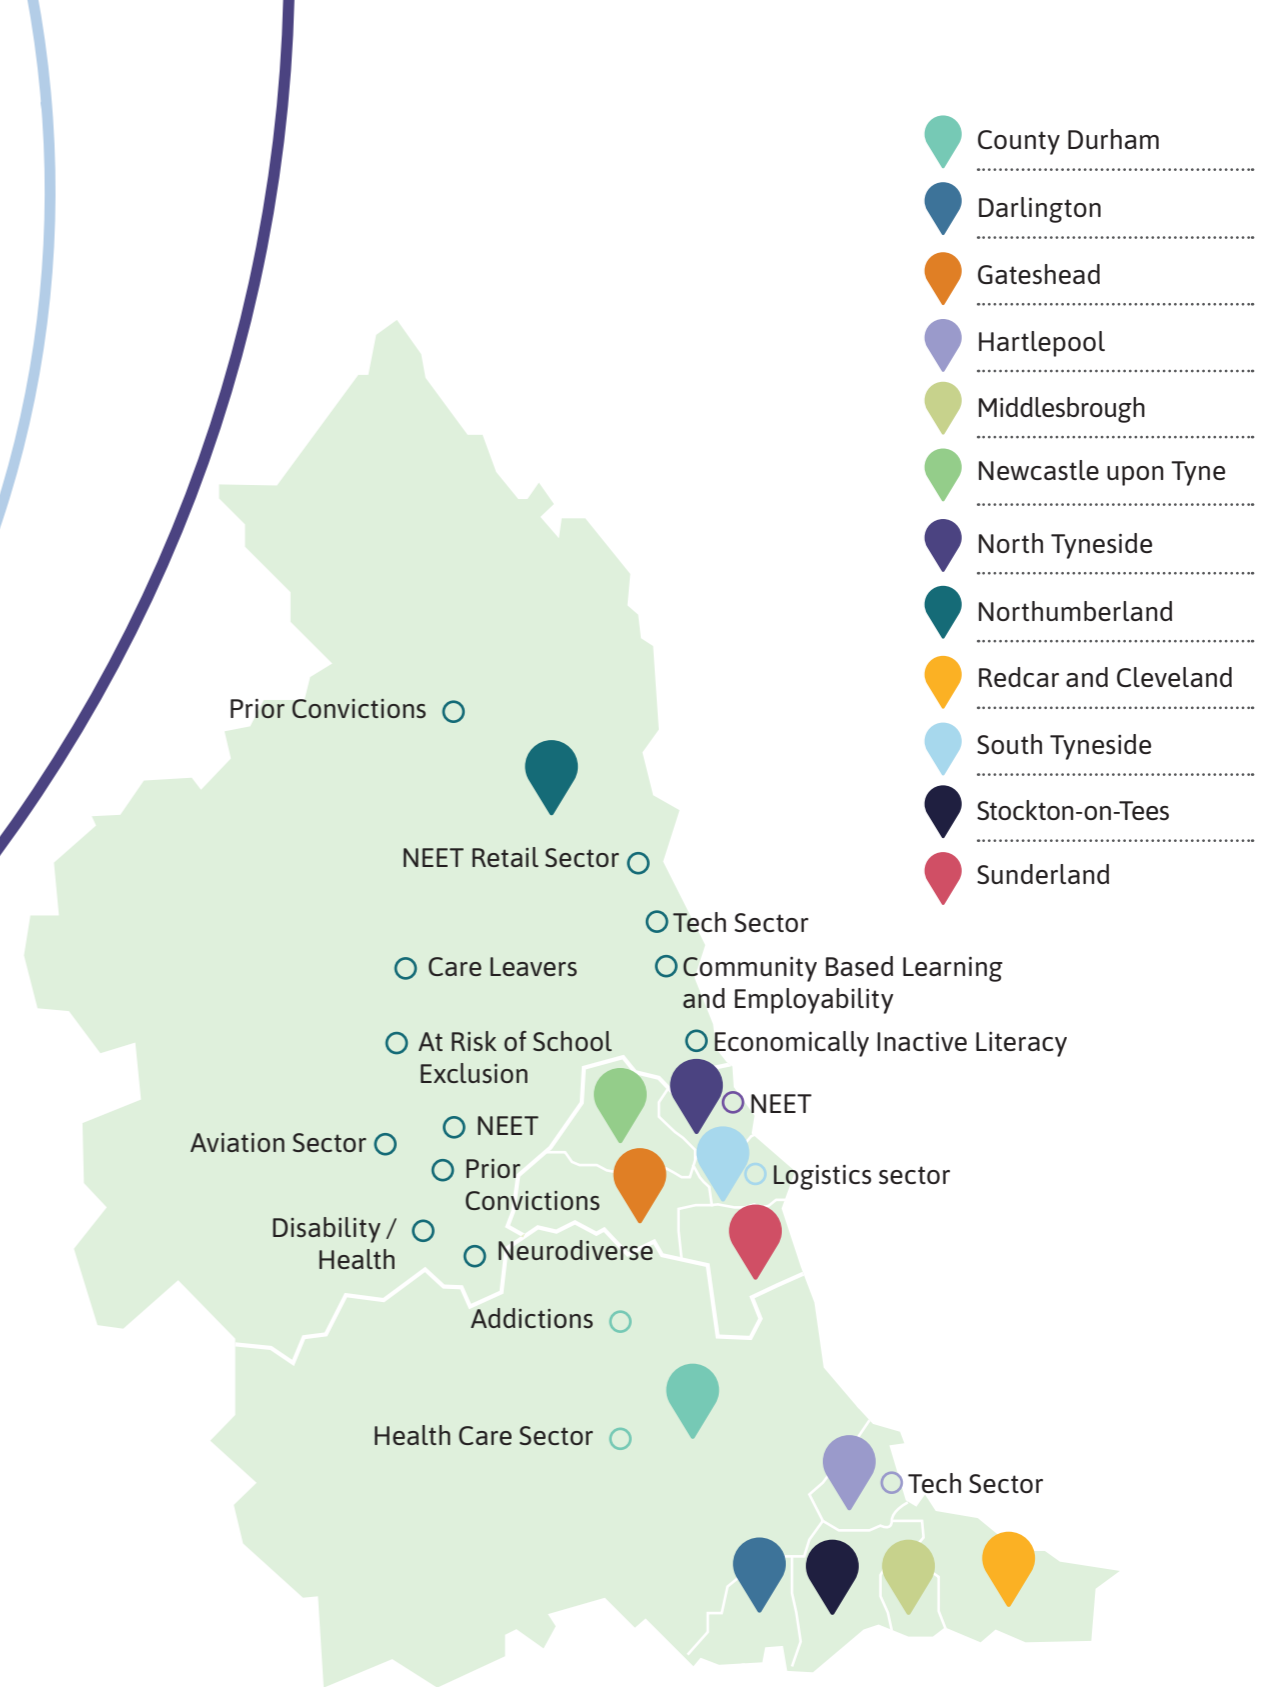 County Durham
Darlington
Gateshead
Hartlepool
Middlesbrough
Newcastle upon Tyne
North Tyneside
Northumberland
Redcar and Cleveland
South Tyneside
Stockton-on-Tees
Sunderland
Prior Convictions
NEET Retail Sector
Tech Sector
Care Leavers
Community Based Learning
and Employability
At Risk of School
Exclusion
Economically Inactive Literacy
NEET
NEET
Aviation Sector
Prior
Convictions
Logistics sector
Disability /
Health
Neurodiverse
Addictions
Health Care Sector
Tech Sector